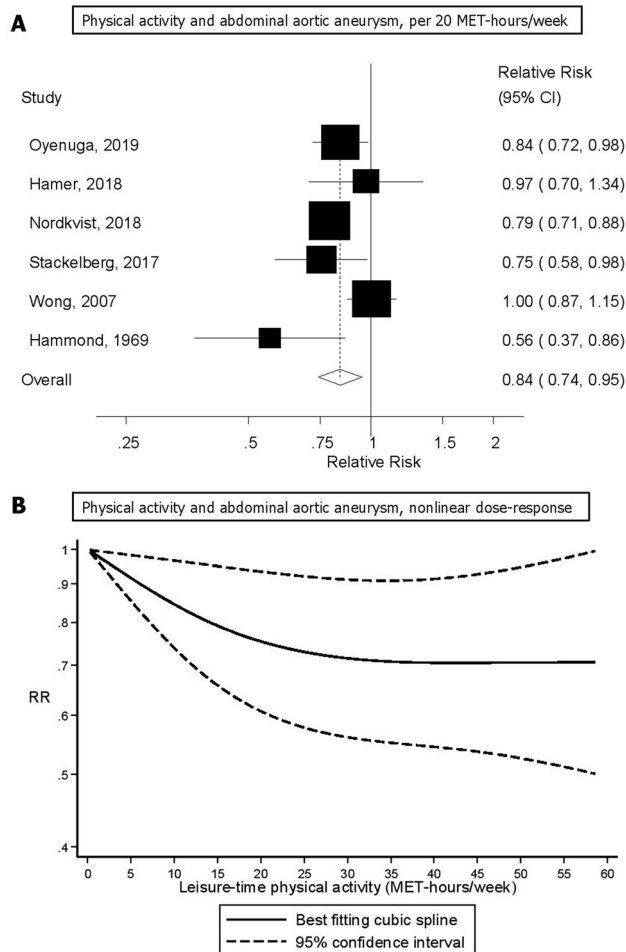 A
Physical activity and abdominal aortic aneurysm, per 20 MET-hours/week
Relative Risk
Study (95% CI)
Oyenuga, 2019 0.84 ( 0.72, 0.98)
Hamer, 2018 0.97 ( 0.70, 1.34)
Nordkvist, 2018 0.79 ( 0.71, 0.88)
Stackelberg, 2017 0.75 ( 0.58, 0.98)
Wong, 2007 1.00 ( 0.87, 1.15)
Hammond, 1969 0.56 ( 0.37, 0.86)
Overall 0.84 ( 0.74, 0.95)
.25 .5 .75 1 1.5 2
Relative Risk
B
Physical activity and abdominal aortic aneurysm, nonlinear dose-response
1
.9
.8
.7
RR
.6
.5
.4
0 5 10 15 20 25 30 35 40 45 50 55 60
Leisure-time physical activity (MET-hours/week)
Best fitting cubic spline
95% confidence interval